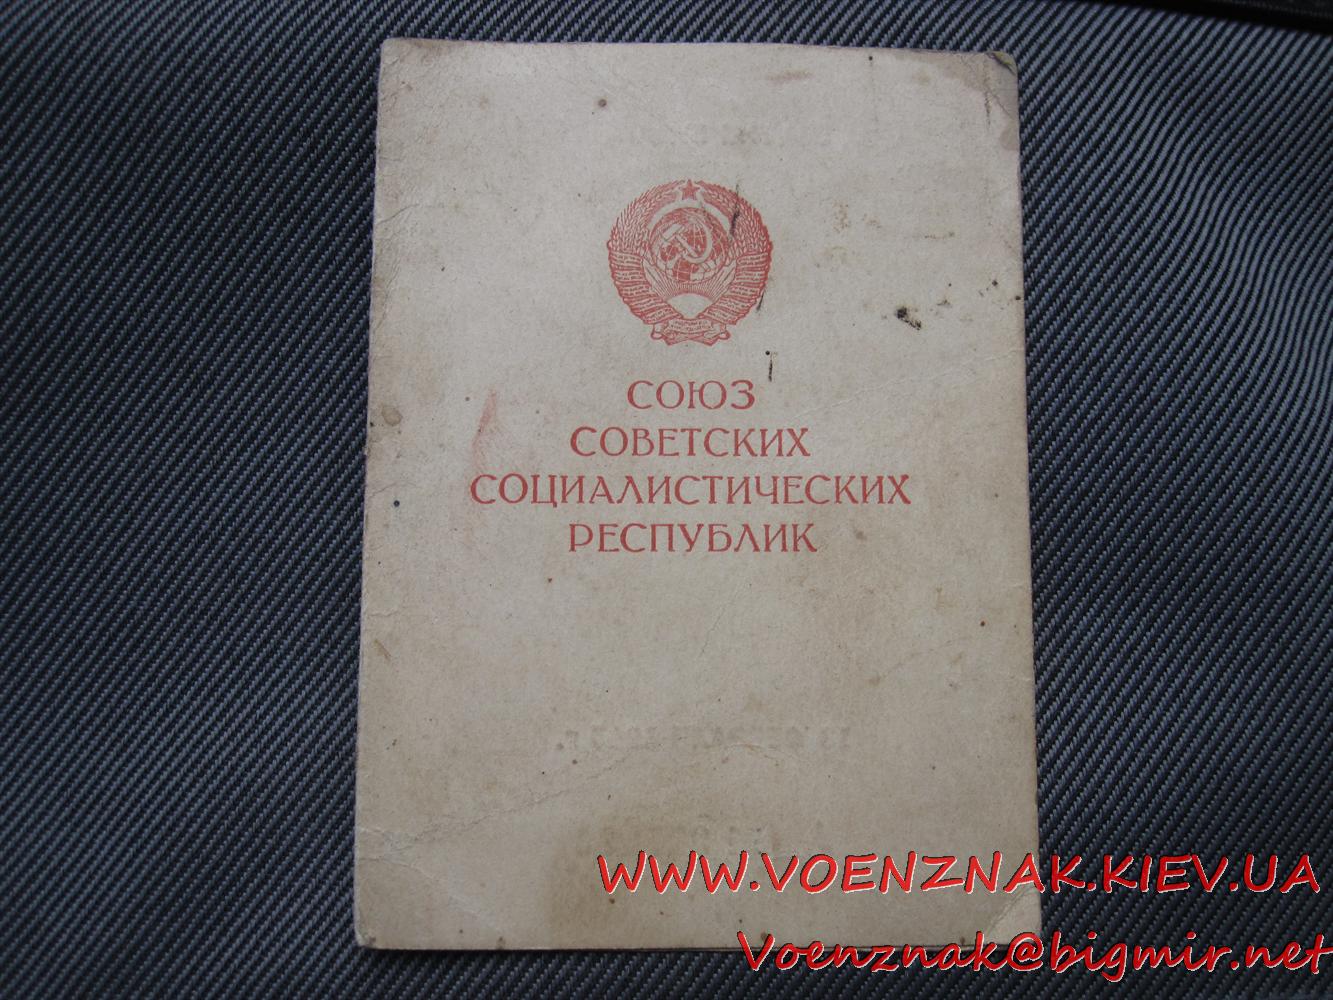 СОЮЗ
СОВЕТСКИХ
СОЦИАЛИСТИЧЕСКИХ
РЕСПУБЛИК
WWW.VOENZNAK.KIEV.UA
Voenznak@bigmir.net